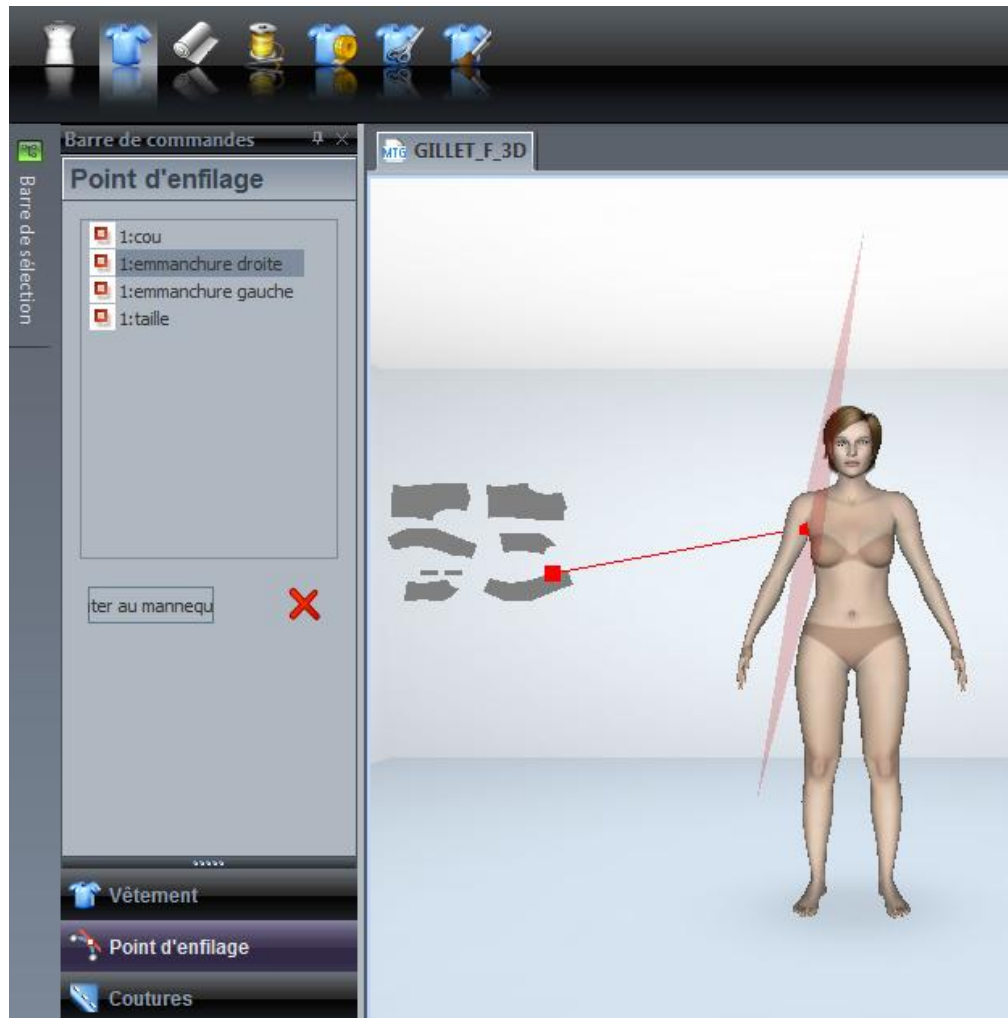 Barre de commandes
MTG GILLET_F_3D
Barre de sélection
Point d'enfilage
1:cou
1:emmanchure droite
1:emmanchure gauche
1:taille
ter au mannequ
Vêtement
Point d'enfilage
Coutures